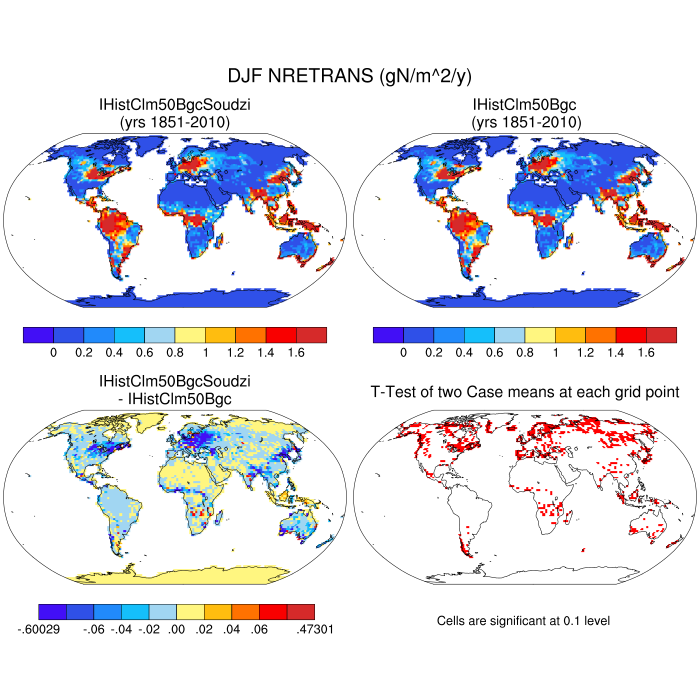 DJF NRETRANS (gN/m^2/y)
IHistClm50BgcSoudzi
(yrs 1851-2010)
IHistClm50Bgc
(yrs 1851-2010)
0 0.2 0.4 0.6 0.8 1 1.2 1.4 1.6
0 0.2 0.4 0.6 0.8 1 1.2 1.4 1.6
IHistClm50BgcSoudzi
- IHistClm50Bgc
T-Test of two Case means at each grid point
-.60029 -.06 -.04 -.02 .00 .02 .04 .06 .47301
Cells are significant at 0.1 level